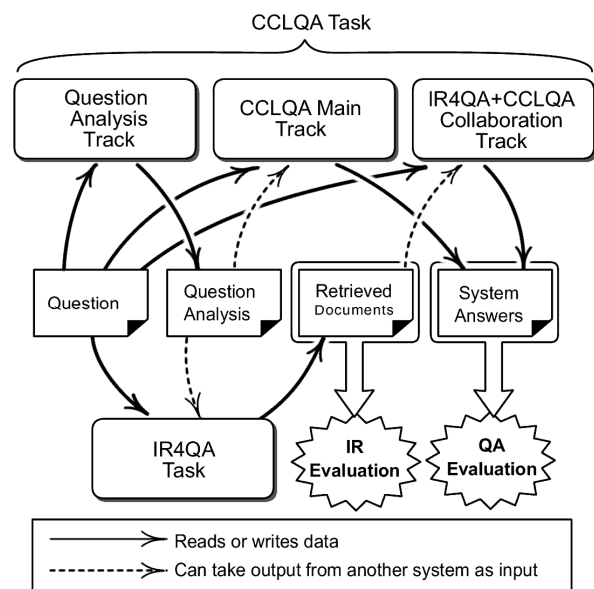 CCLQA Task
Question
Analysis
Track
CCLQA Main
Track
IR4QA+CCLQA
Collaboration
Track
Question
Question
Analysis
Retrieved
Documents
System
Answers
IR4QA
Task
IR
Evaluation
QA
Evaluation
Reads or writes data
Can take output from another system as input